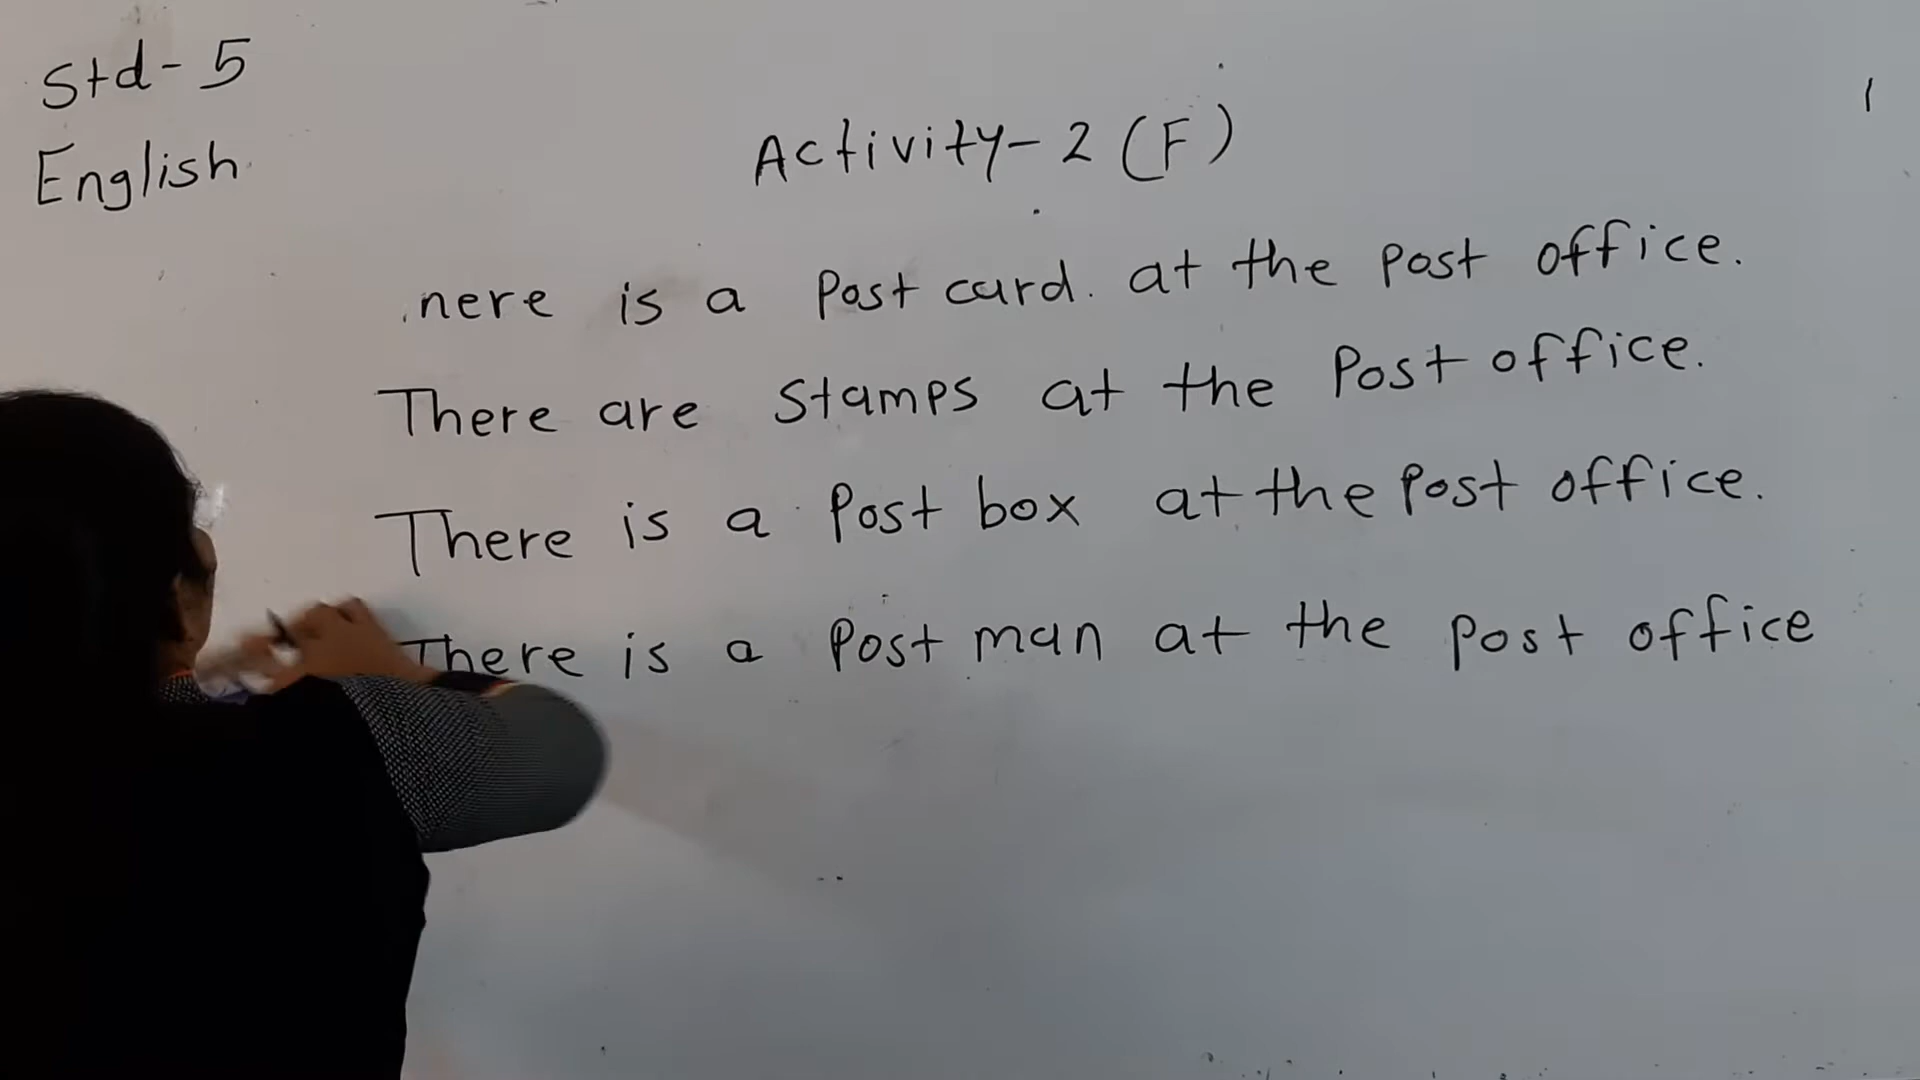 Std - 5
English
Activity - 2 (F)
nere is a Post card. at the post office.
There are Stamps at the Post office.
There is a Post box at the Post office.
There is a Post man at the post office